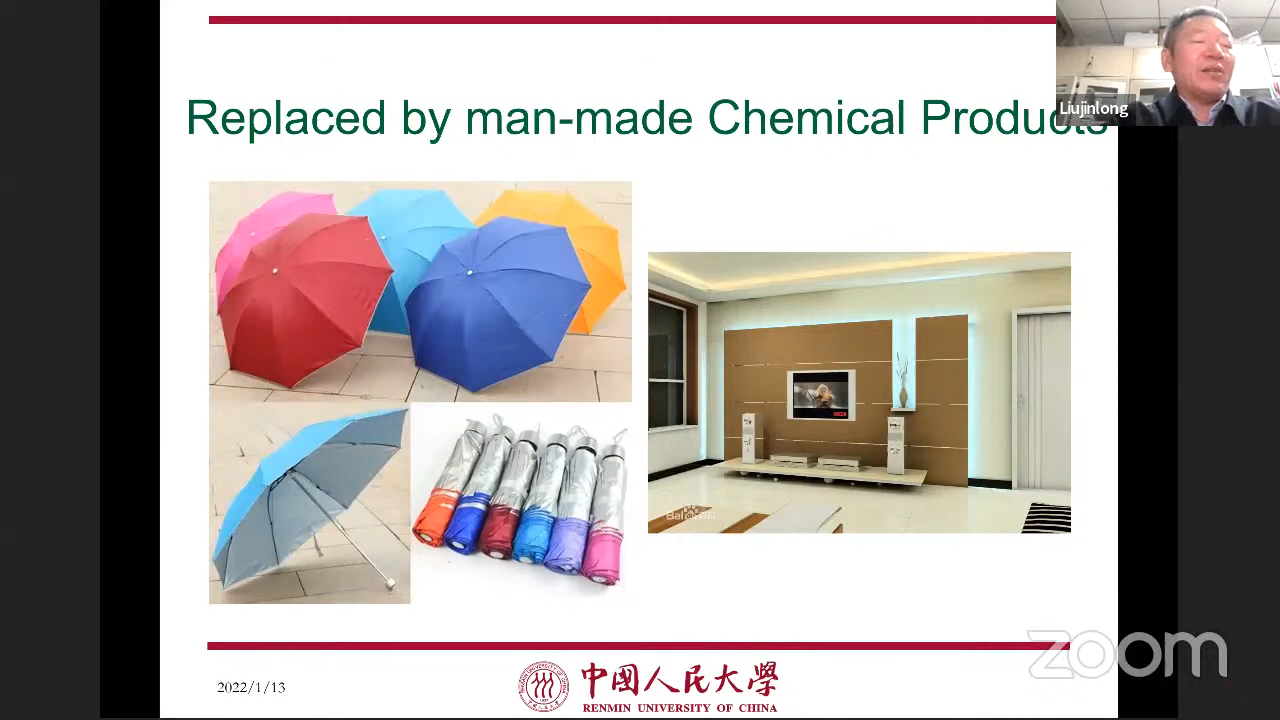 Replaced by man-made Chemical Products
Liujinlong
2022/1/13
中國人民大學
RENMIN UNIVERSITY OF CHINA
zoom